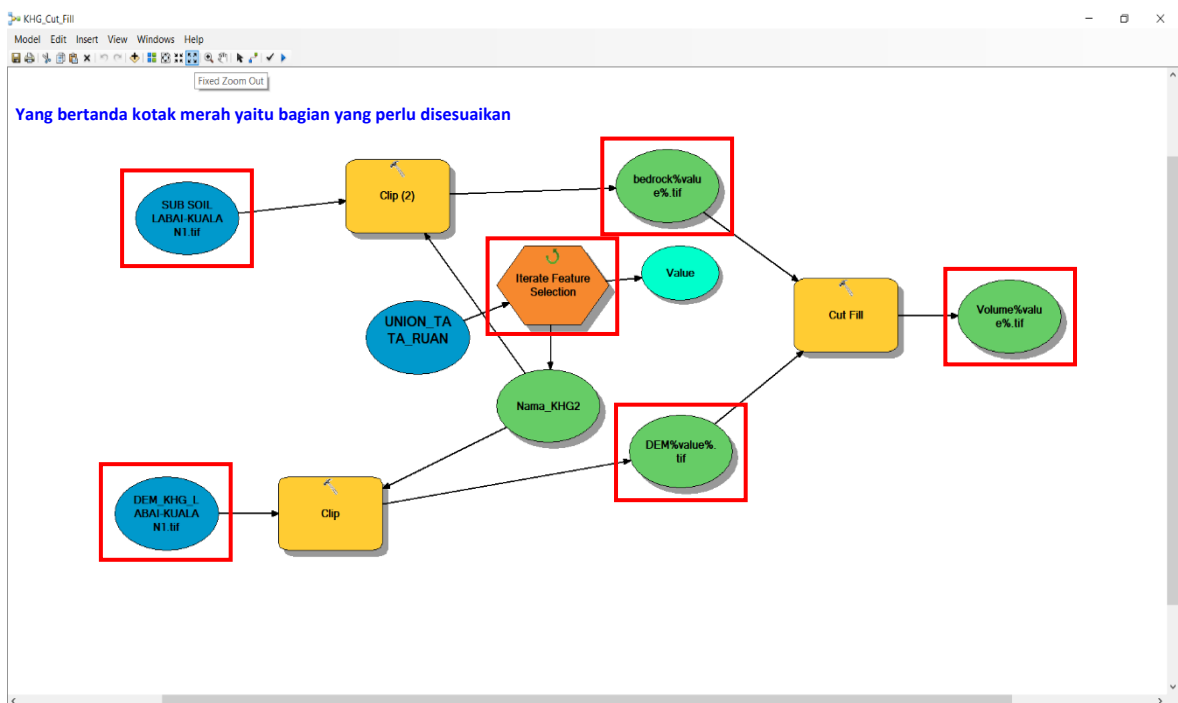 KHG_Cut_Fill
Model Edit Insert View Windows Help
Fixed Zoom Out
Yang bertanda kotak merah yaitu bagian yang perlu disesuaikan
SUB SOIL
LABAI-KUALA
N1.tif
Clip (2)
bedrock%valu
e%.tif
Iterate Feature
Selection
Value
UNION_TA
TA_RUAN
Cut Fill
Volume%valu
e%.tif
Nama_KHG2
DEM%value%.
tif
DEM_KHG_L
ABAI-KUALA
N1.tif
Clip